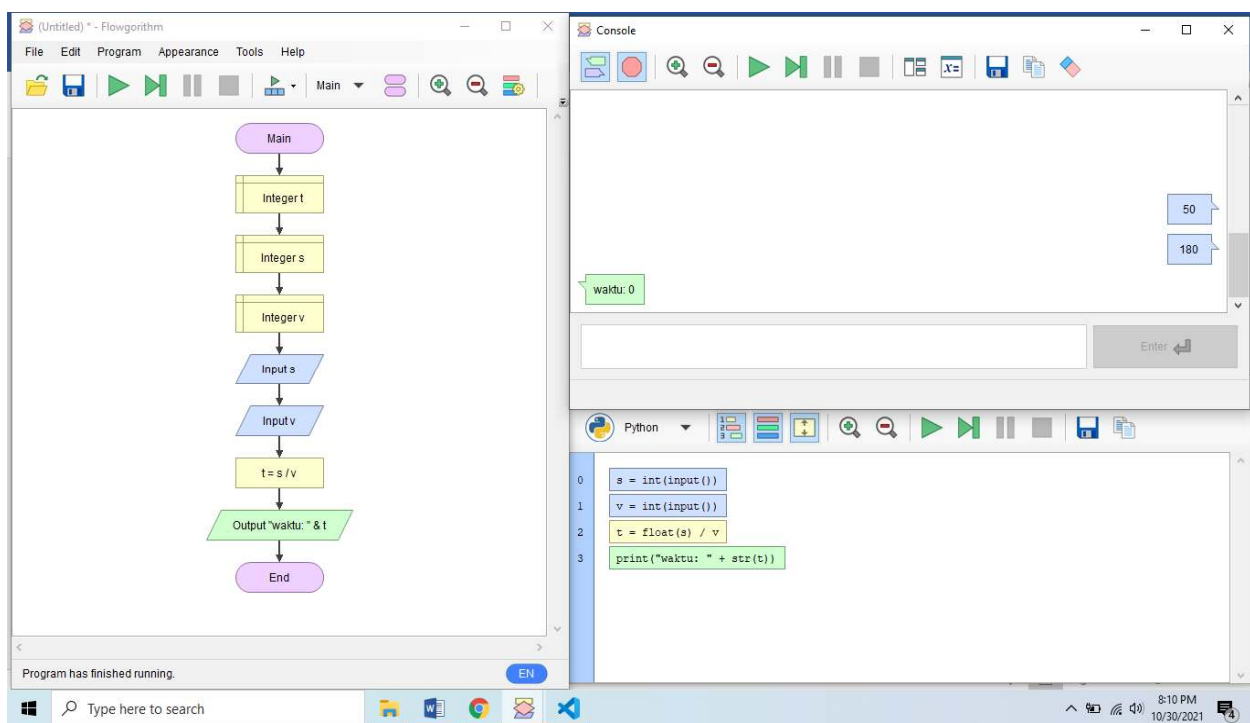 (Untitled) * - Flowgorithm
File Edit Program Appearance Tools Help
Main
Main
Integer t
Integer s
Integer v
Input s
Input v
t = s / v
Output "waktu: " & t
End
Program has finished running.
EN
Console
50
180
waktu: 0
Enter
Python
0 s = int(input())
1 v = int(input())
2 t = float(s) / v
3 print("waktu: " + str(t))
Type here to search
8:10 PM
10/30/2021
4